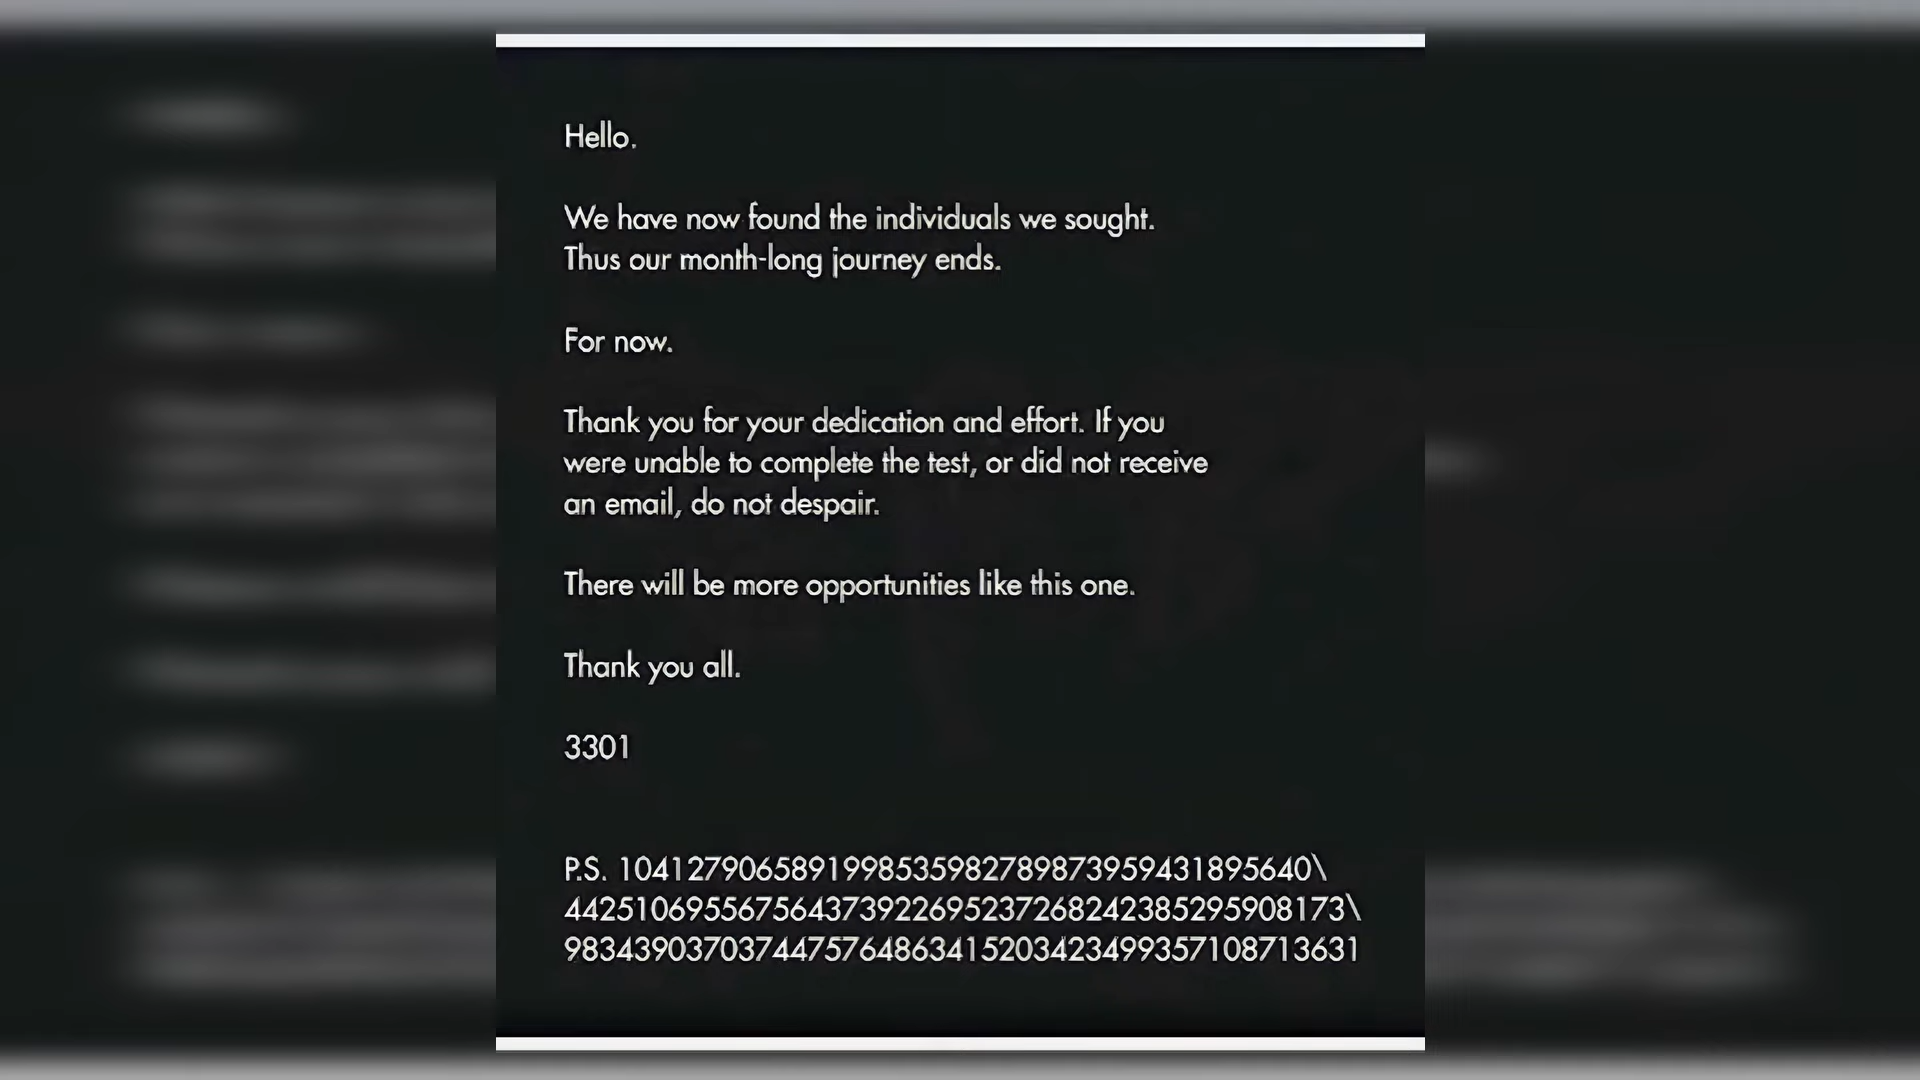 Hello.
We have now found the individuals we sought.
Thus our month-long journey ends.
For now.
Thank you for your dedication and effort. If you
were unable to complete the test, or did not receive
an email, do not despair.
There will be more opportunities like this one.
Thank you all.
3301
P.S. 10412790658919985359827898739594318956404\
442510695567564373922695237268242385295908173\
9834390370374475764863415203423499357108713631